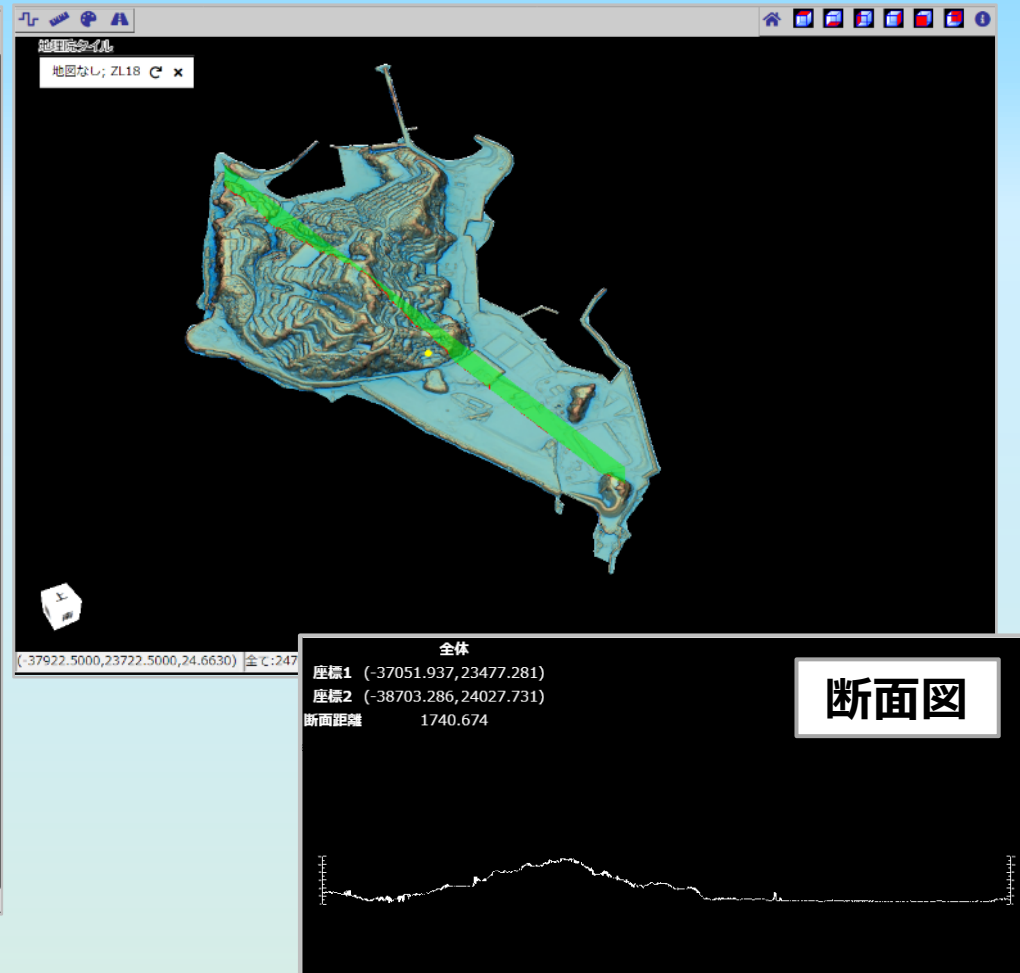 地理院タイル
地図なし; ZL18
上
(-37922.5000,23722.5000,24.6630) 全て:247
全体
座標1 (-37051.937,23477.281)
座標2 (-38703.286,24027.731)
断面距離 1740.674
断面図